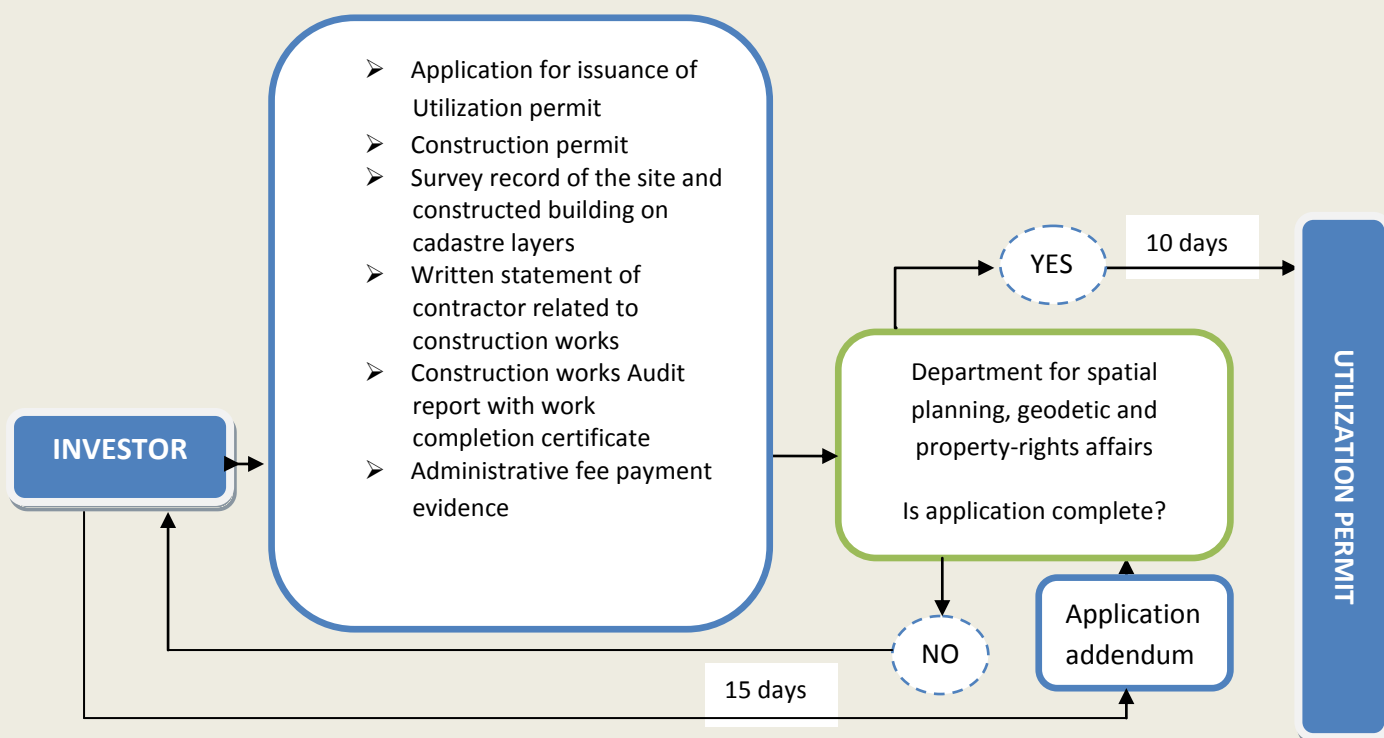 INVESTOR
➢ Application for issuance of
Utilization permit
➢ Construction permit
➢ Survey record of the site and
constructed building on
cadastre layers
➢ Written statement of
contractor related to
construction works
➢ Construction works Audit
report with work
completion certificate
➢ Administrative fee payment
evidence
Department for spatial
planning, geodetic and
property-rights affairs
Is application complete?
YES
10 days
UTILIZATION PERMIT
NO
15 days
Application
addendum